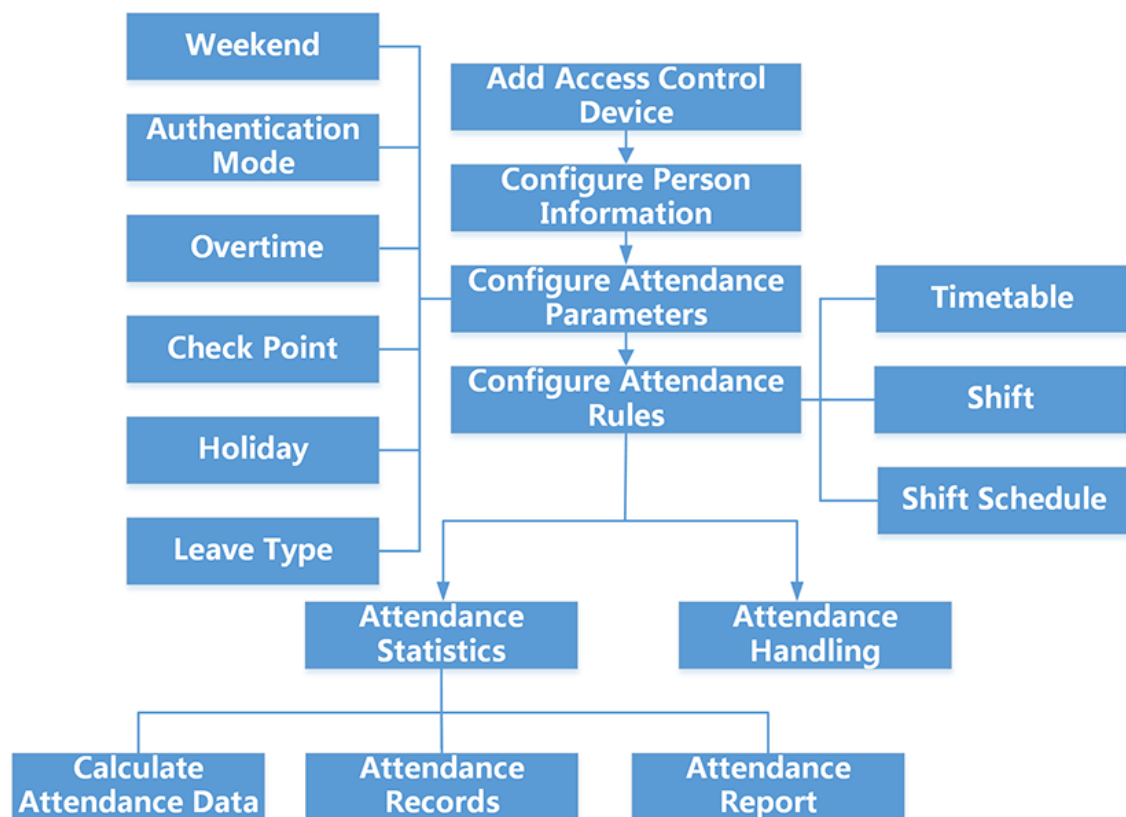 Weekend
Authentication
Mode
Overtime
Check Point
Holiday
Leave Type
Add Access Control
Device
Configure Person
Information
Configure Attendance
Parameters
Configure Attendance
Rules
Timetable
Shift
Shift Schedule
Attendance
Statistics
Attendance
Handling
Calculate
Attendance Data
Attendance
Records
Attendance
Report